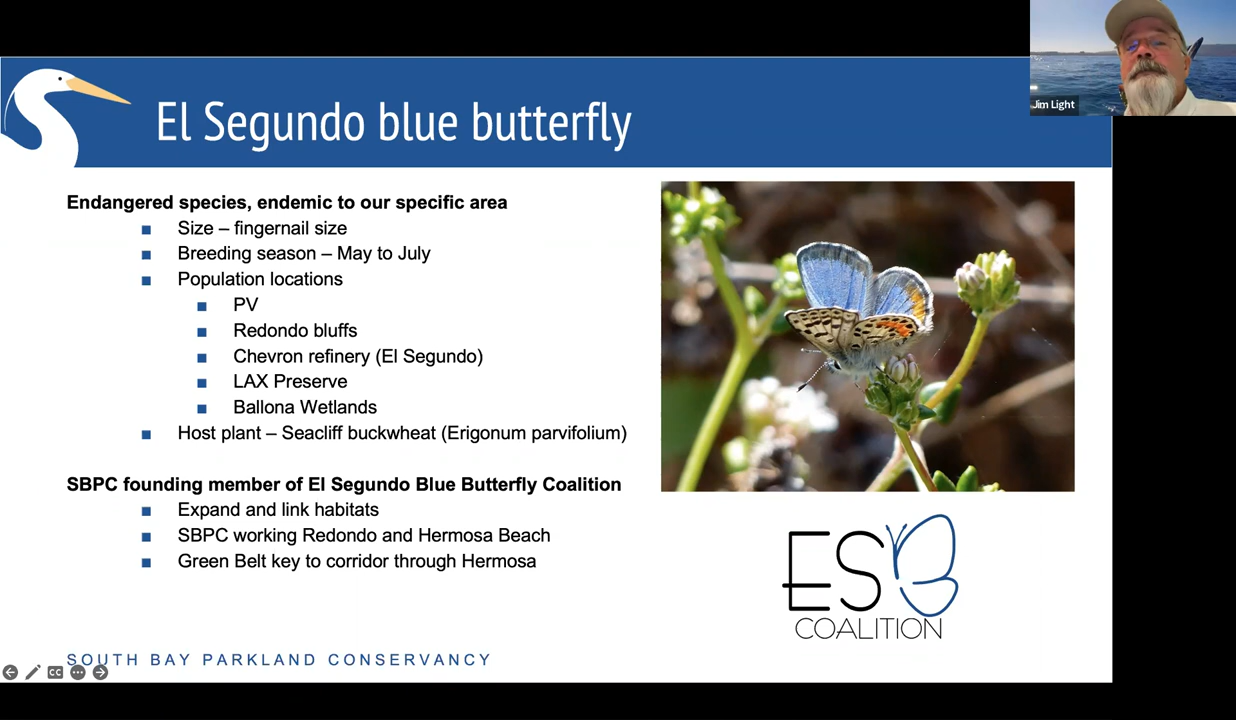 Jim Light
El Segundo blue butterfly
Endangered species, endemic to our specific area
Size – fingernail size
Breeding season – May to July
Population locations
PV
Redondo bluffs
Chevron refinery (El Segundo)
LAX Preserve
Ballona Wetlands
Host plant – Seacliff buckwheat (Erigonum parvifolium)
SBPC founding member of El Segundo Blue Butterfly Coalition
Expand and link habitats
SBPC working Redondo and Hermosa Beach
Green Belt key to corridor through Hermosa
ESB
COALITION
SOUTH BAY PARKLAND CONSERVANCY
CC